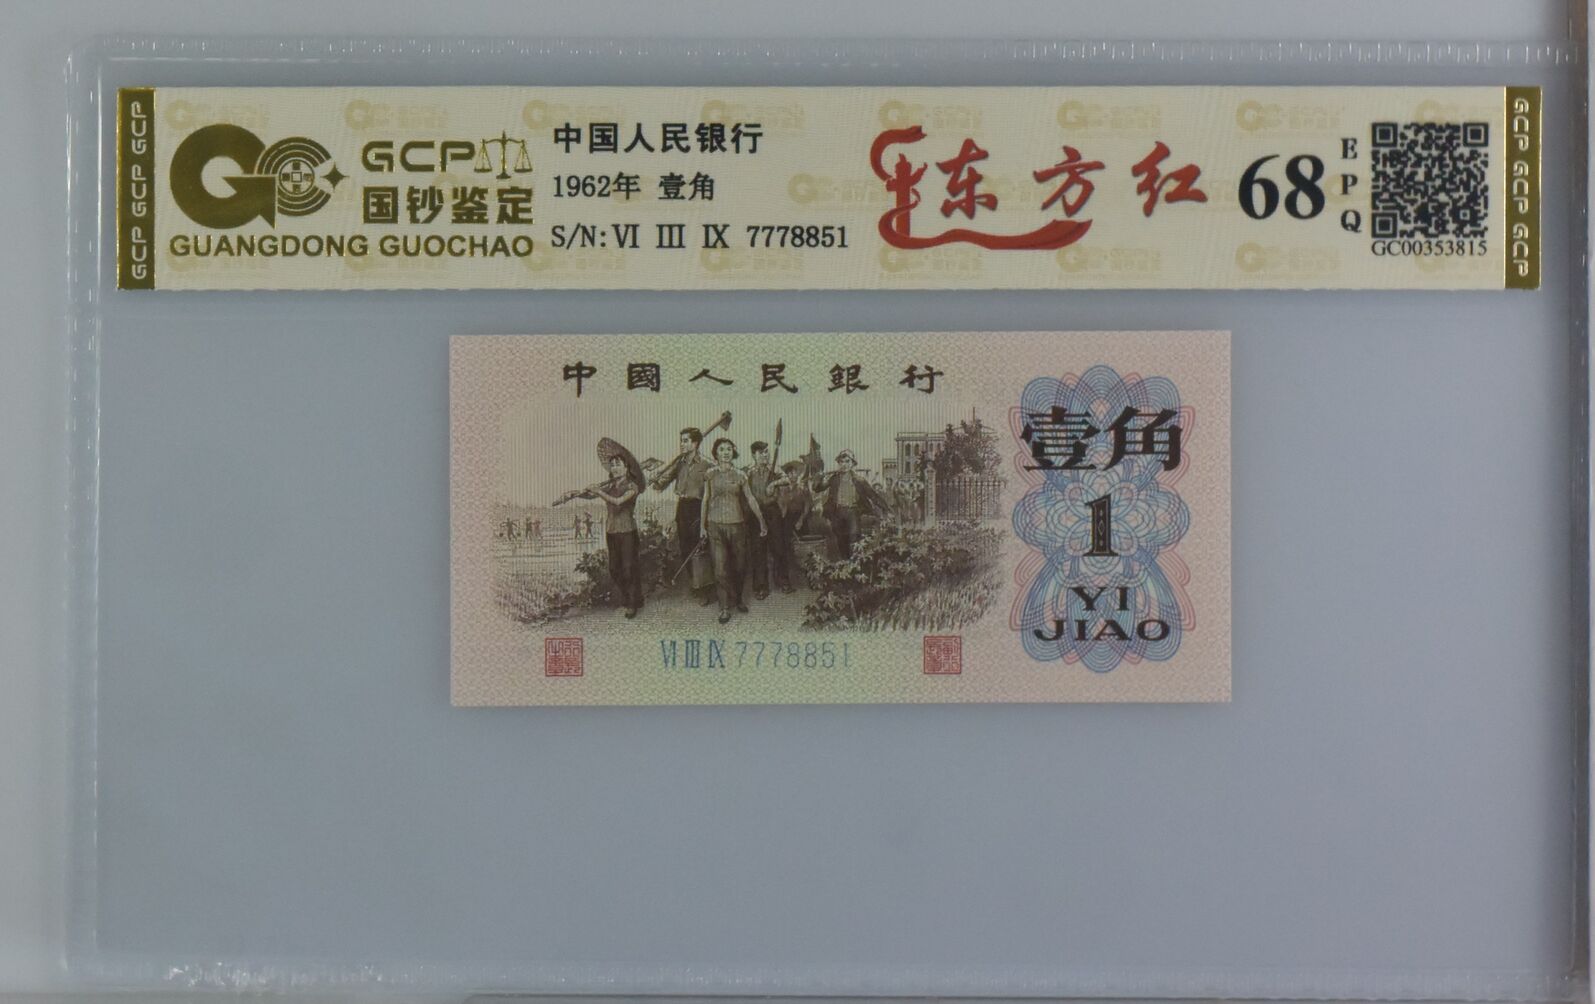 GCP GCP GCP
GCP
国钞鉴定
GUANGDONG GUOCHAO
中国人民银行
1962年 壹角
S/N: Ⅵ Ⅲ Ⅸ 7778851
东方红
68
EPQ
GC00353815
GCP GCP GCP
中國人民銀行
壹角
1
YI
JIAO
Ⅵ Ⅲ Ⅸ 7778851